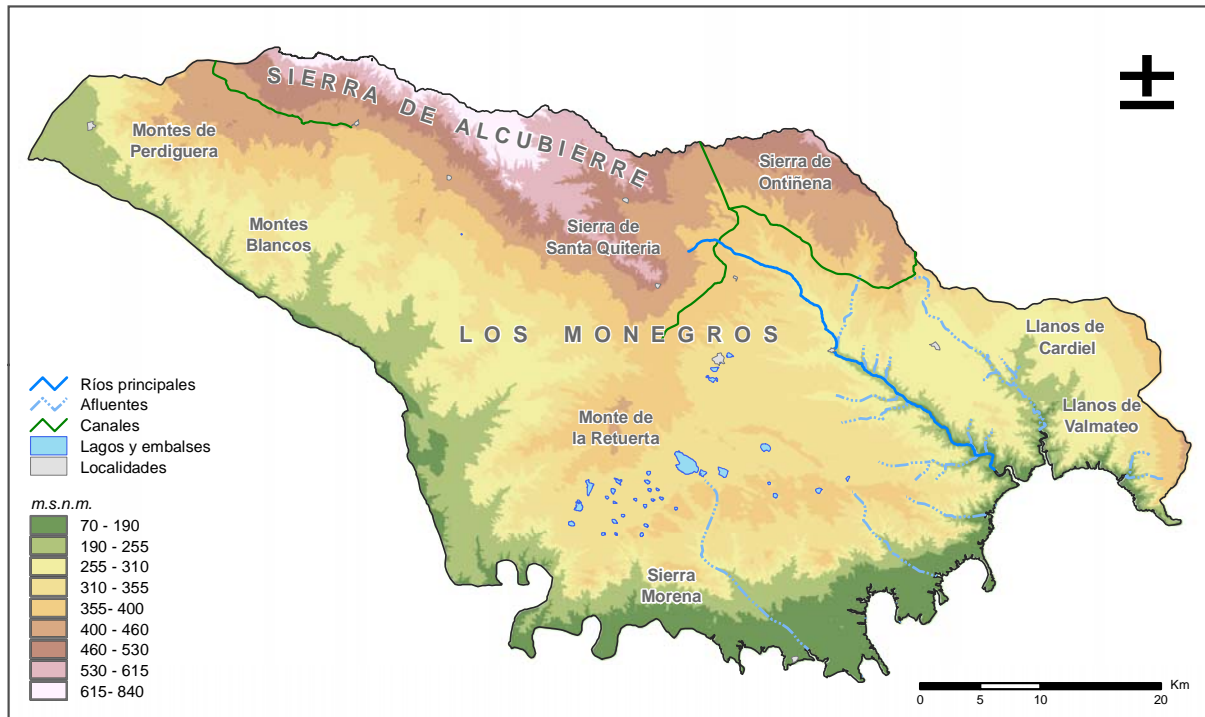 SIERRA DE ALCUBIERRE
Montes de
Perdiguera
Sierra de
Ontiñena
Montes
Blancos
Sierra de
Santa Quiteria
LOS MONEGROS
Llanos de
Cardiel
Llanos de
Valmateo
Monte de
la Retuerta
Sierra
Morena
Ríos principales
Afluentes
Canales
Lagos y embalses
Localidades
m.s.n.m.
70 - 190
190 - 255
255 - 310
310 - 355
355- 400
400 - 460
460 - 530
530 - 615
615- 840
Km
0 5 10 20